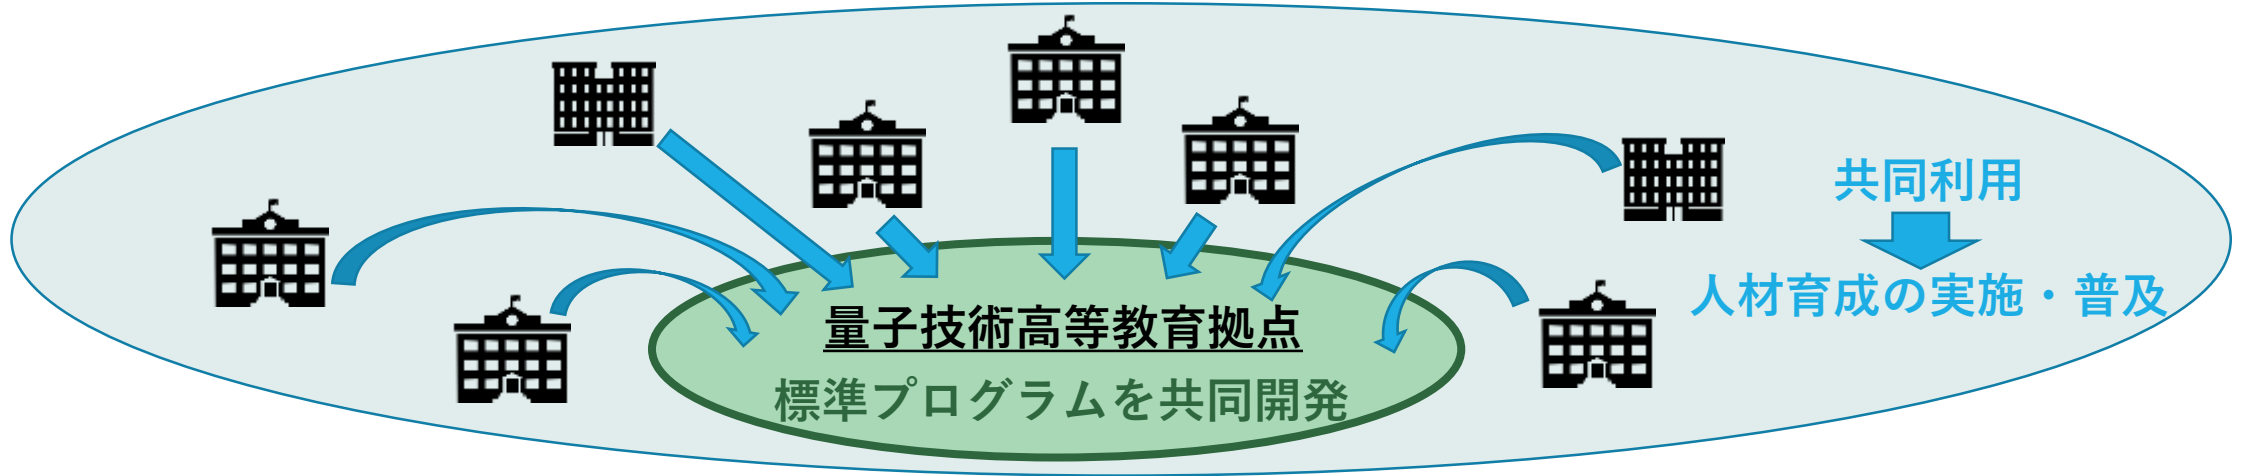 共同利用
人材育成の実施・普及
量子技術高等教育拠点
標準プログラムを共同開発